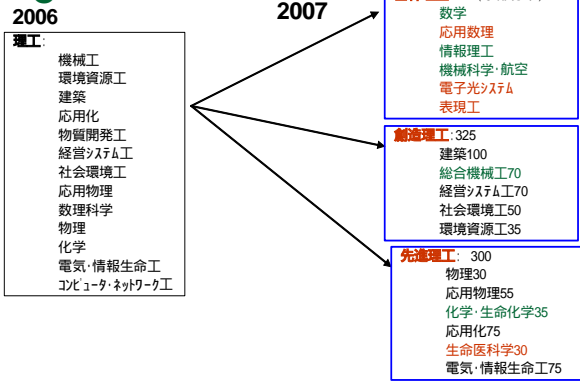 2006
理工:
機械工
環境資源工
建築
応用化
物質開発工
経営ｼｽﾃﾑ工
社会環境工
応用物理
数理科学
物理
化学
電気･情報生命工
ｺﾝﾋﾟｭｰﾀ･ﾈｯﾄﾜｰｸ工
2007
数学
応用数理
情報理工
機械科学･航空
電子光ｼｽﾃﾑ
表現工
創造理工:325
建築100
総合機械工70
経営ｼｽﾃﾑ工70
社会環境工50
環境資源工35
先進理工: 300
物理30
応用物理55
化学･生命化学35
応用化75
生命医科学30
電気･情報生命工75